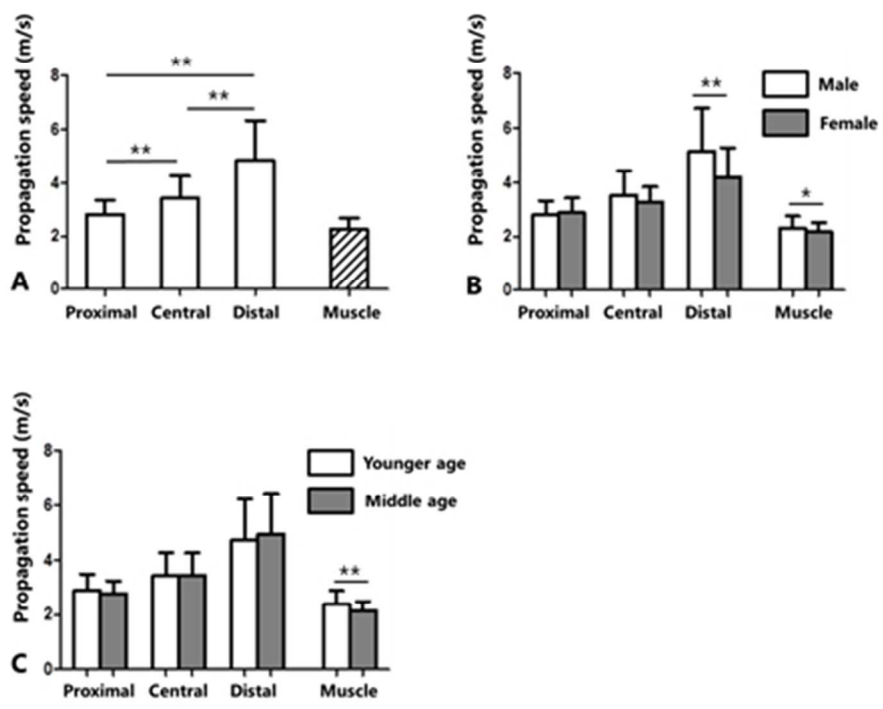 Propagation speed (m/s)
8
6
4
2
0
**
**
**
Proximal Central Distal Muscle
A
Propagation speed (m/s)
8
6
4
2
0
**
*
Male
Female
Proximal Central Distal Muscle
B
Propagation speed (m/s)
8
6
4
2
0
**
Younger age
Middle age
Proximal Central Distal Muscle
C